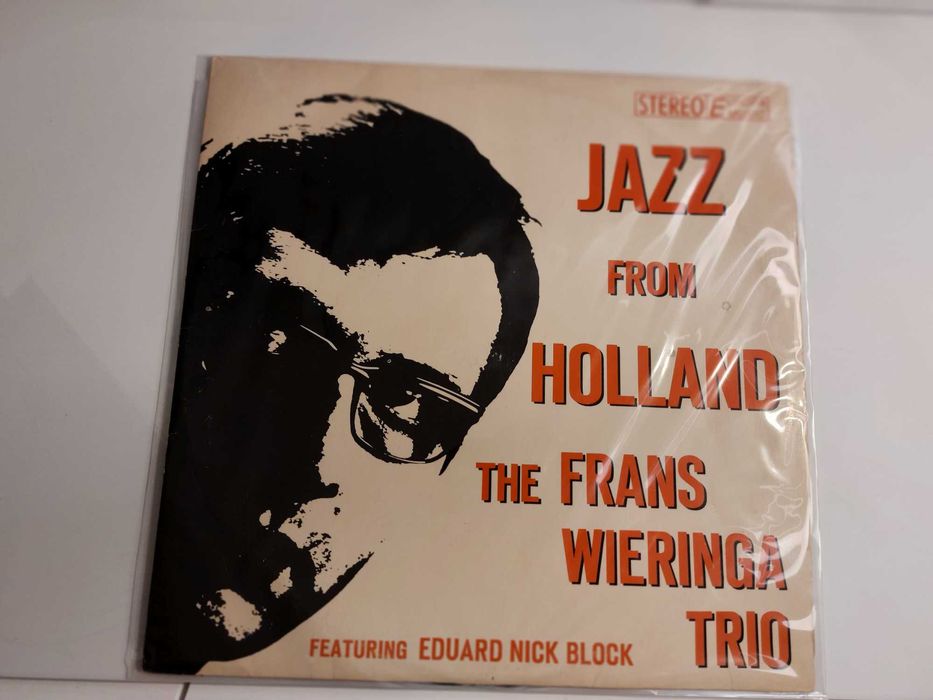 STEREO E
JAZZ
FROM
HOLLAND
THE FRANS
WIERINGA
TRIO
FEATURING EDUARD NICK BLOCK